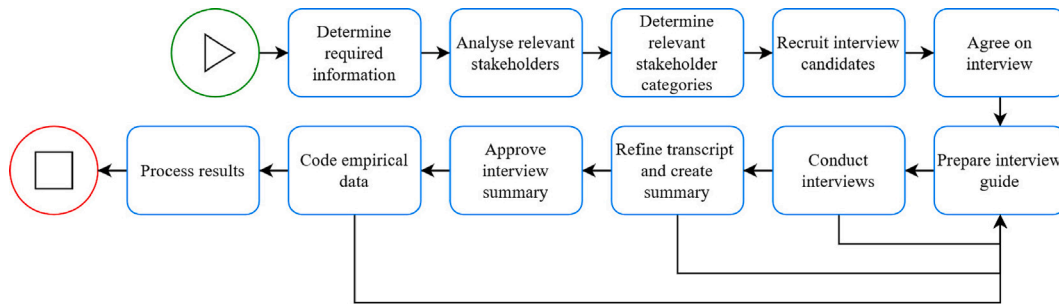 Determine
required
information
Analyse relevant
stakeholders
Determine
relevant
stakeholder
categories
Recruit interview
candidates
Agree on
interview
Prepare interview
guide
Conduct
interviews
Refine transcript
and create
summary
Approve
interview
summary
Code empirical
data
Process results